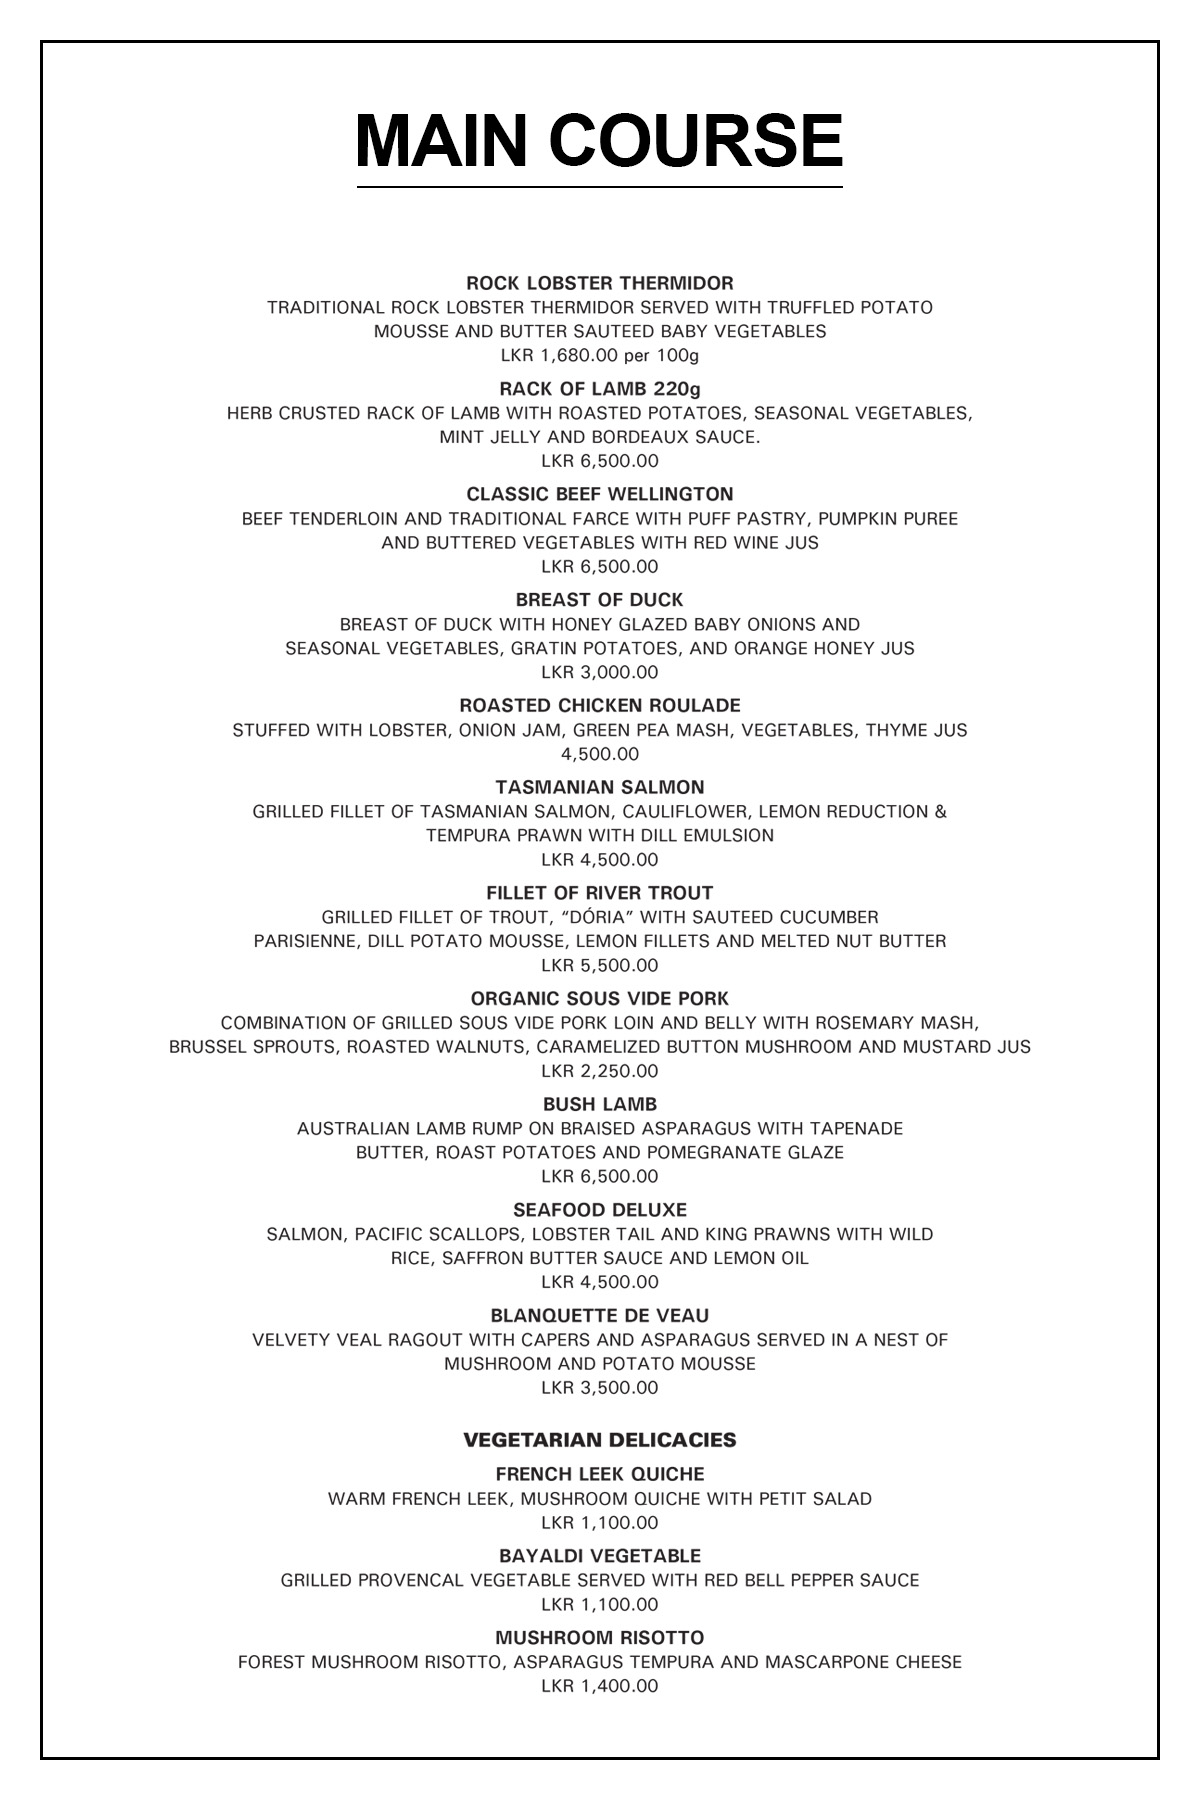 MAIN COURSE
ROCK LOBSTER THERMIDOR
TRADITIONAL ROCK LOBSTER THERMIDOR SERVED WITH TRUFFLED POTATO
MOUSSE AND BUTTER SAUTEED BABY VEGETABLES
LKR 1,680.00 per 100g
RACK OF LAMB 220g
HERB CRUSTED RACK OF LAMB WITH ROASTED POTATOES, SEASONAL VEGETABLES,
MINT JELLY AND BORDEAUX SAUCE.
LKR 6,500.00
CLASSIC BEEF WELLINGTON
BEEF TENDERLOIN AND TRADITIONAL FARCE WITH PUFF PASTRY, PUMPKIN PUREE
AND BUTTERED VEGETABLES WITH RED WINE JUS
LKR 6,500.00
BREAST OF DUCK
BREAST OF DUCK WITH HONEY GLAZED BABY ONIONS AND
SEASONAL VEGETABLES, GRATIN POTATOES, AND ORANGE HONEY JUS
LKR 3,000.00
ROASTED CHICKEN ROULADE
STUFFED WITH LOBSTER, ONION JAM, GREEN PEA MASH, VEGETABLES, THYME JUS
4,500.00
TASMANIAN SALMON
GRILLED FILLET OF TASMANIAN SALMON, CAULIFLOWER, LEMON REDUCTION &
TEMPURA PRAWN WITH DILL EMULSION
LKR 4,500.00
FILLET OF RIVER TROUT
GRILLED FILLET OF TROUT, “DÓRIA” WITH SAUTEED CUCUMBER
PARISIENNE, DILL POTATO MOUSSE, LEMON FILLETS AND MELTED NUT BUTTER
LKR 5,500.00
ORGANIC SOUS VIDE PORK
COMBINATION OF GRILLED SOUS VIDE PORK LOIN AND BELLY WITH ROSEMARY MASH,
BRUSSEL SPROUTS, ROASTED WALNUTS, CARAMELIZED BUTTON MUSHROOM AND MUSTARD JUS
LKR 2,250.00
BUSH LAMB
AUSTRALIAN LAMB RUMP ON BRAISED ASPARAGUS WITH TAPENADE
BUTTER, ROAST POTATOES AND POMEGRANATE GLAZE
LKR 6,500.00
SEAFOOD DELUXE
SALMON, PACIFIC SCALLOPS, LOBSTER TAIL AND KING PRAWNS WITH WILD
RICE, SAFFRON BUTTER SAUCE AND LEMON OIL
LKR 4,500.00
BLANQUETTE DE VEAU
VELVETY VEAL RAGOUT WITH CAPERS AND ASPARAGUS SERVED IN A NEST OF
MUSHROOM AND POTATO MOUSSE
LKR 3,500.00
VEGETARIAN DELICACIES
FRENCH LEEK QUICHE
WARM FRENCH LEEK, MUSHROOM QUICHE WITH PETIT SALAD
LKR 1,100.00
BAYALDI VEGETABLE
GRILLED PROVENCAL VEGETABLE SERVED WITH RED BELL PEPPER SAUCE
LKR 1,100.00
MUSHROOM RISOTTO
FOREST MUSHROOM RISOTTO, ASPARAGUS TEMPURA AND MASCARPONE CHEESE
LKR 1,400.00